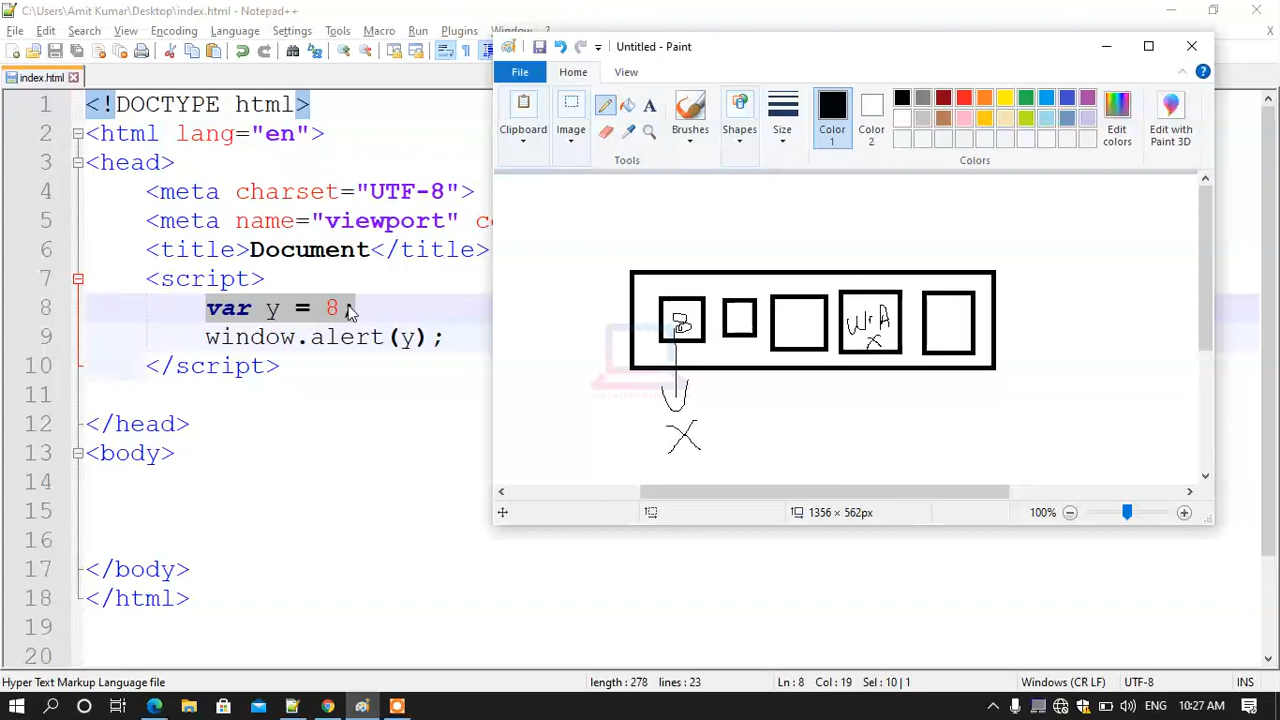 C:\Users\Amit Kumar\Desktop\index.html - Notepad++
File Edit Search View Encoding Language Settings Tools Macro Run Plugins Window
index.html
1 <!DOCTYPE html>
2 <html lang="en">
3 <head>
4 <meta charset="UTF-8">
5 <meta name="viewport"
6 <title>Document</title>
7 <script>
8 var y = 8;
9 window.alert(y);
10 </script>
11
12 </head>
13 <body>
14
15
16
17 </body>
18 </html>
19
20
Untitled - Paint
File Home View
Clipboard
Image
Tools
Brushes
Shapes
Size
Color 1
Color 2
Edit colors
Edit with Paint 3D
Colors
X
1356 × 562px
100%
Hyper Text Markup Language file
length : 278 lines : 23
Ln : 8 Col : 19 Sel : 10 | 1
Windows (CR LF)
UTF-8
INS
ENG
10:27 AM